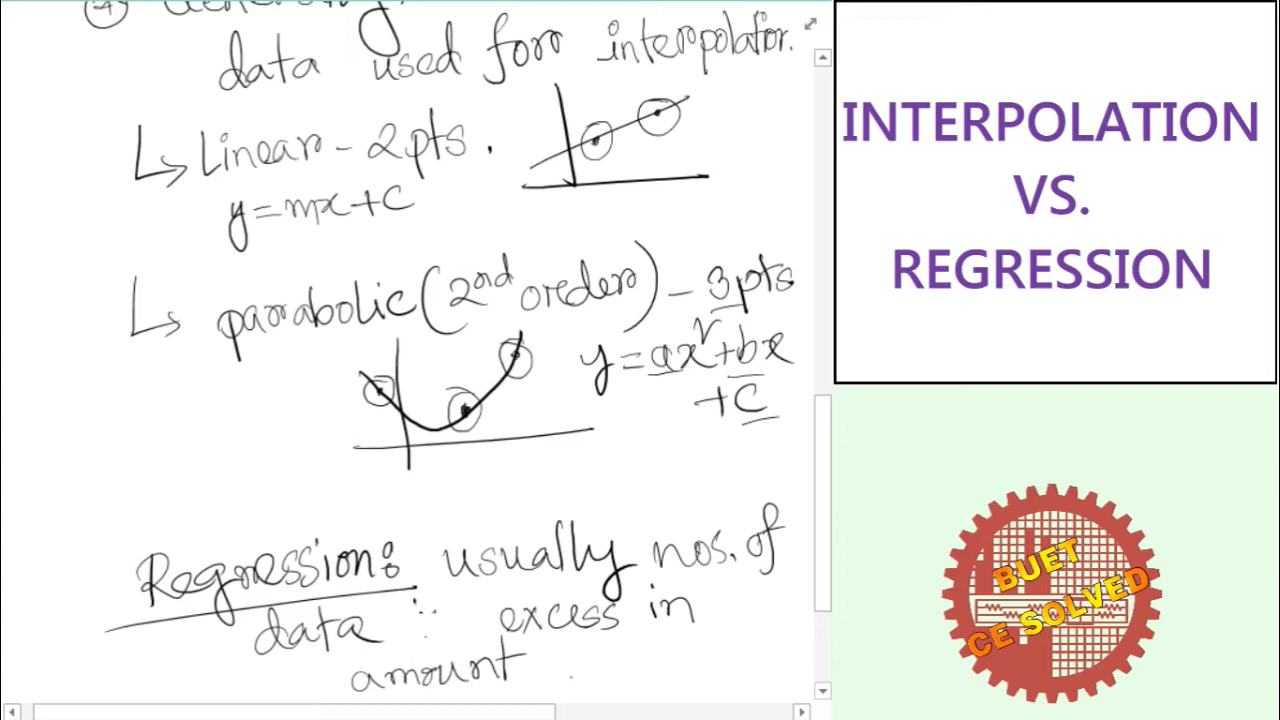 ④
data used for interpolation.
↳ Linear - 2pts.
y = mx + c
↳ parabolic (2nd order) - 3pts
y = ax² + bx
+ c
Regression: usually nos. of
data excess in
amount
INTERPOLATION
VS.
REGRESSION
BUET
CE SOLVED